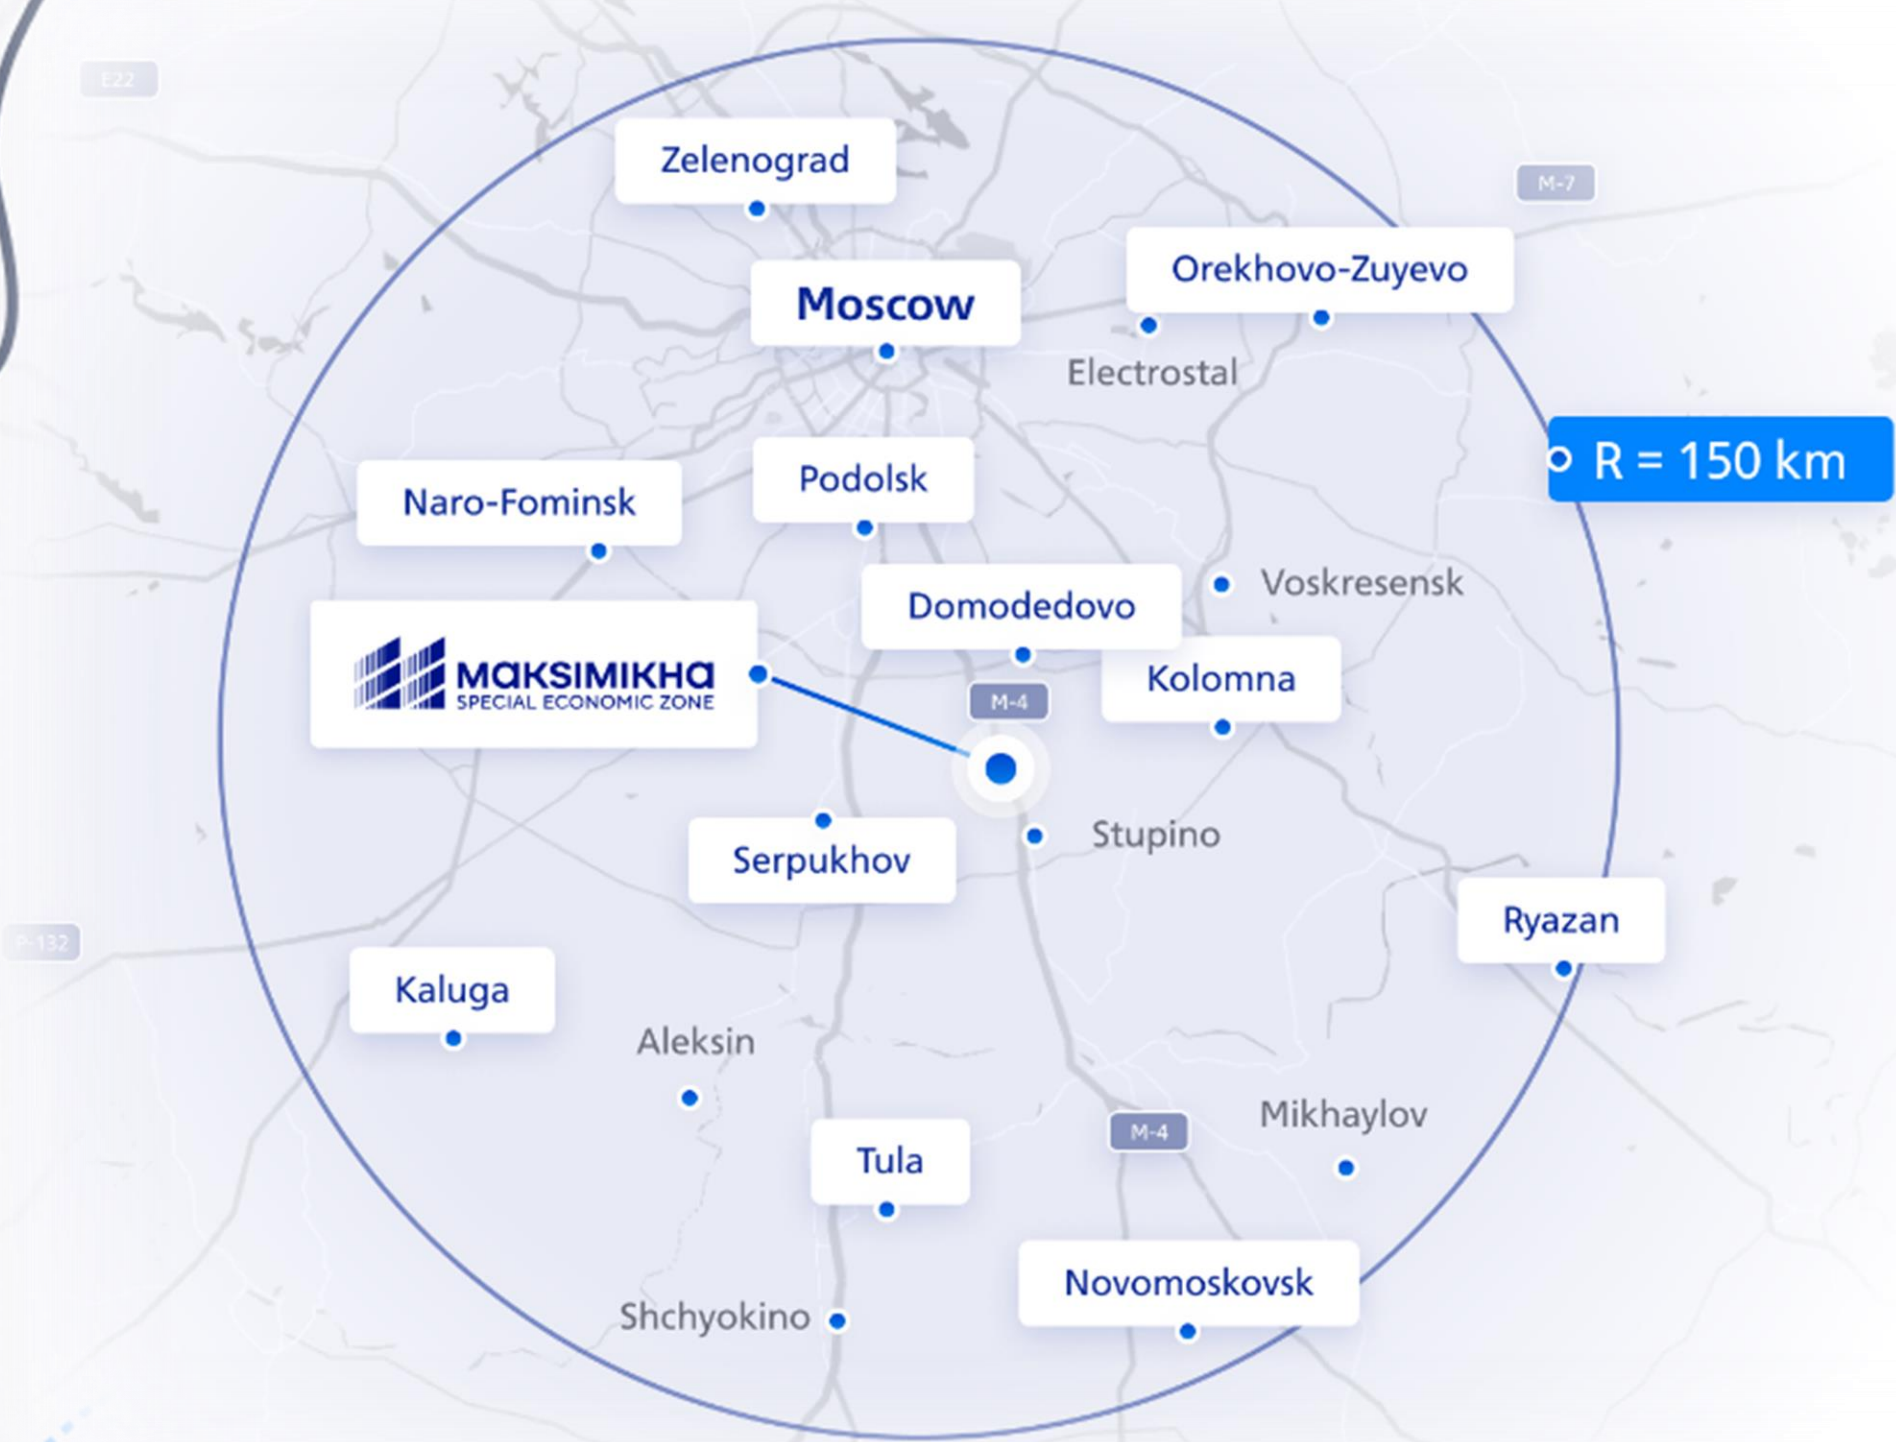 E22
Zelenograd
M-7
Orekhovo-Zuyevo
Moscow
Electrostal
R = 150 km
Podolsk
Naro-Fominsk
Voskresensk
Domodedovo
MAKSIMIKHA
SPECIAL ECONOMIC ZONE
Kolomna
M-4
Stupino
Serpukhov
Ryazan
P-132
Kaluga
Aleksin
Mikhaylov
M-4
Tula
Novomoskovsk
Shchyokino